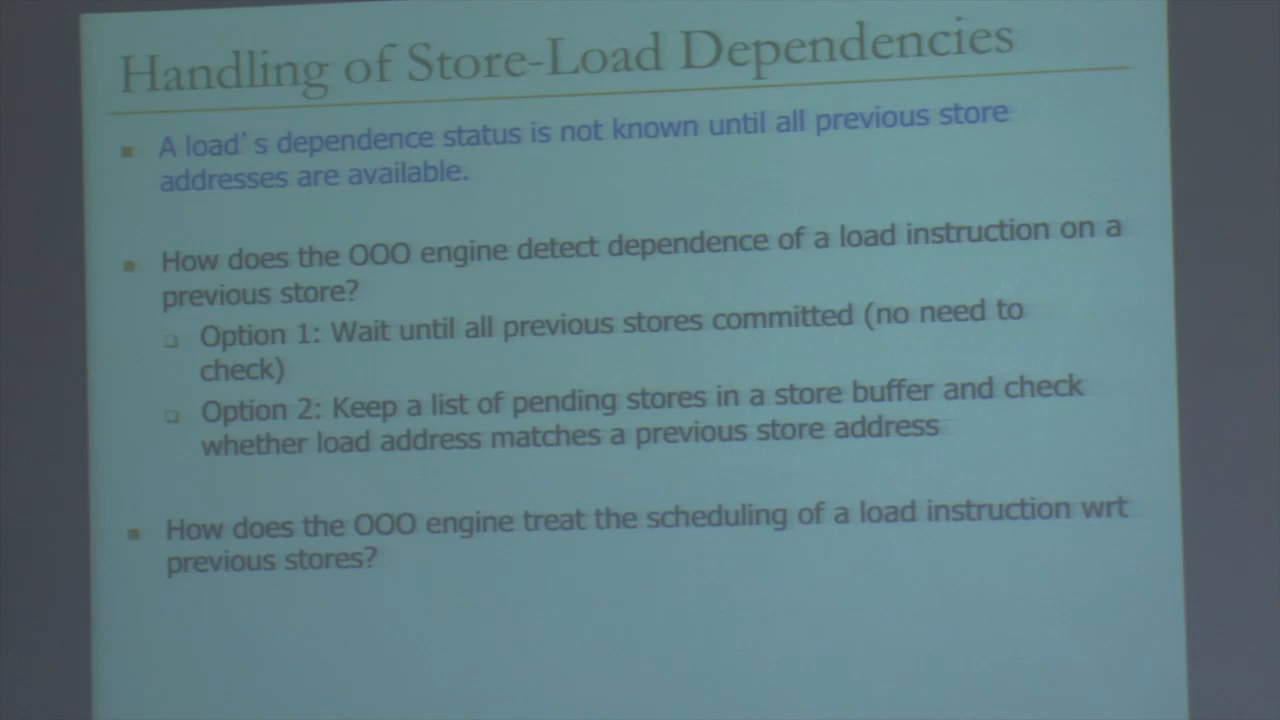 Handling of Store-Load Dependencies
A load's dependence status is not known until all previous store
addresses are available.
How does the OOO engine detect dependence of a load instruction on a
previous store?
Option 1: Wait until all previous stores committed (no need to
check)
Option 2: Keep a list of pending stores in a store buffer and check
whether load address matches a previous store address
How does the OOO engine treat the scheduling of a load instruction wrt
previous stores?